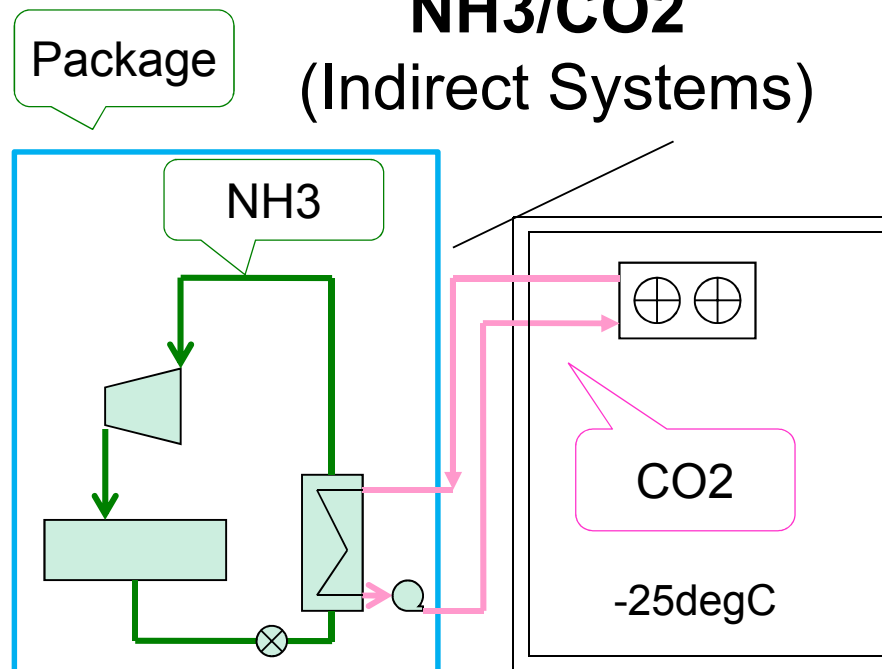 NH3/CO2
(Indirect Systems)
Package
NH3
CO2
-25degC